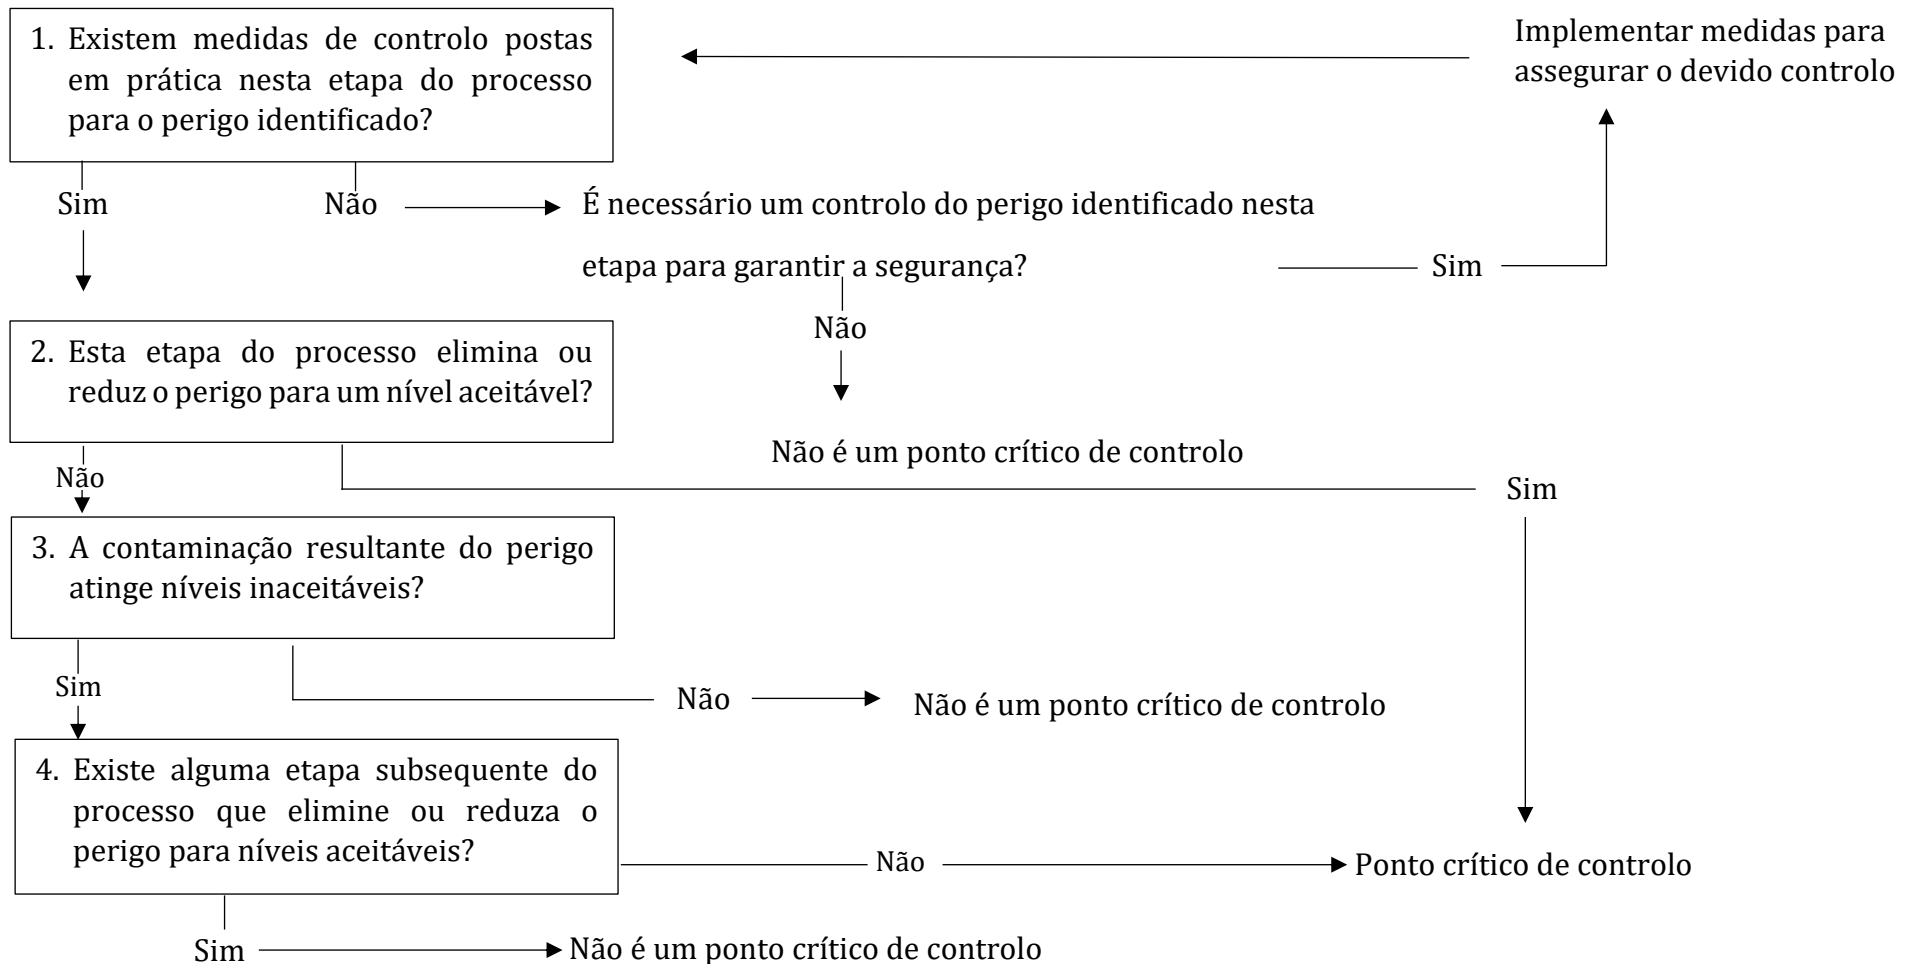 1. Existem medidas de controlo postas
em prática nesta etapa do processo
para o perigo identificado?
Implementar medidas para
assegurar o devido controlo
Sim
Não
É necessário um controlo do perigo identificado nesta
etapa para garantir a segurança?
Sim
Não
2. Esta etapa do processo elimina ou
reduz o perigo para um nível aceitável?
Não é um ponto crítico de controlo
Não
Sim
3. A contaminação resultante do perigo
atinge níveis inaceitáveis?
Sim
Não
Não é um ponto crítico de controlo
4. Existe alguma etapa subsequente do
processo que elimine ou reduza o
perigo para níveis aceitáveis?
Não
Ponto crítico de controlo
Sim
Não é um ponto crítico de controlo